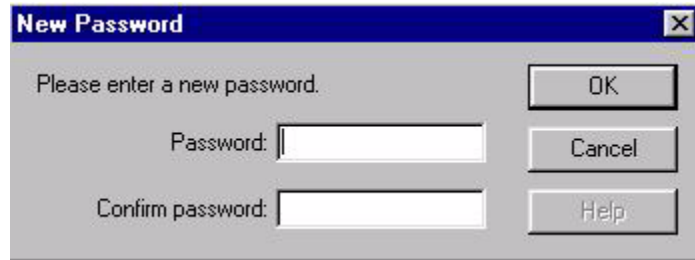 New Password
Please enter a new password.
OK
Password:
Cancel
Confirm password:
Help